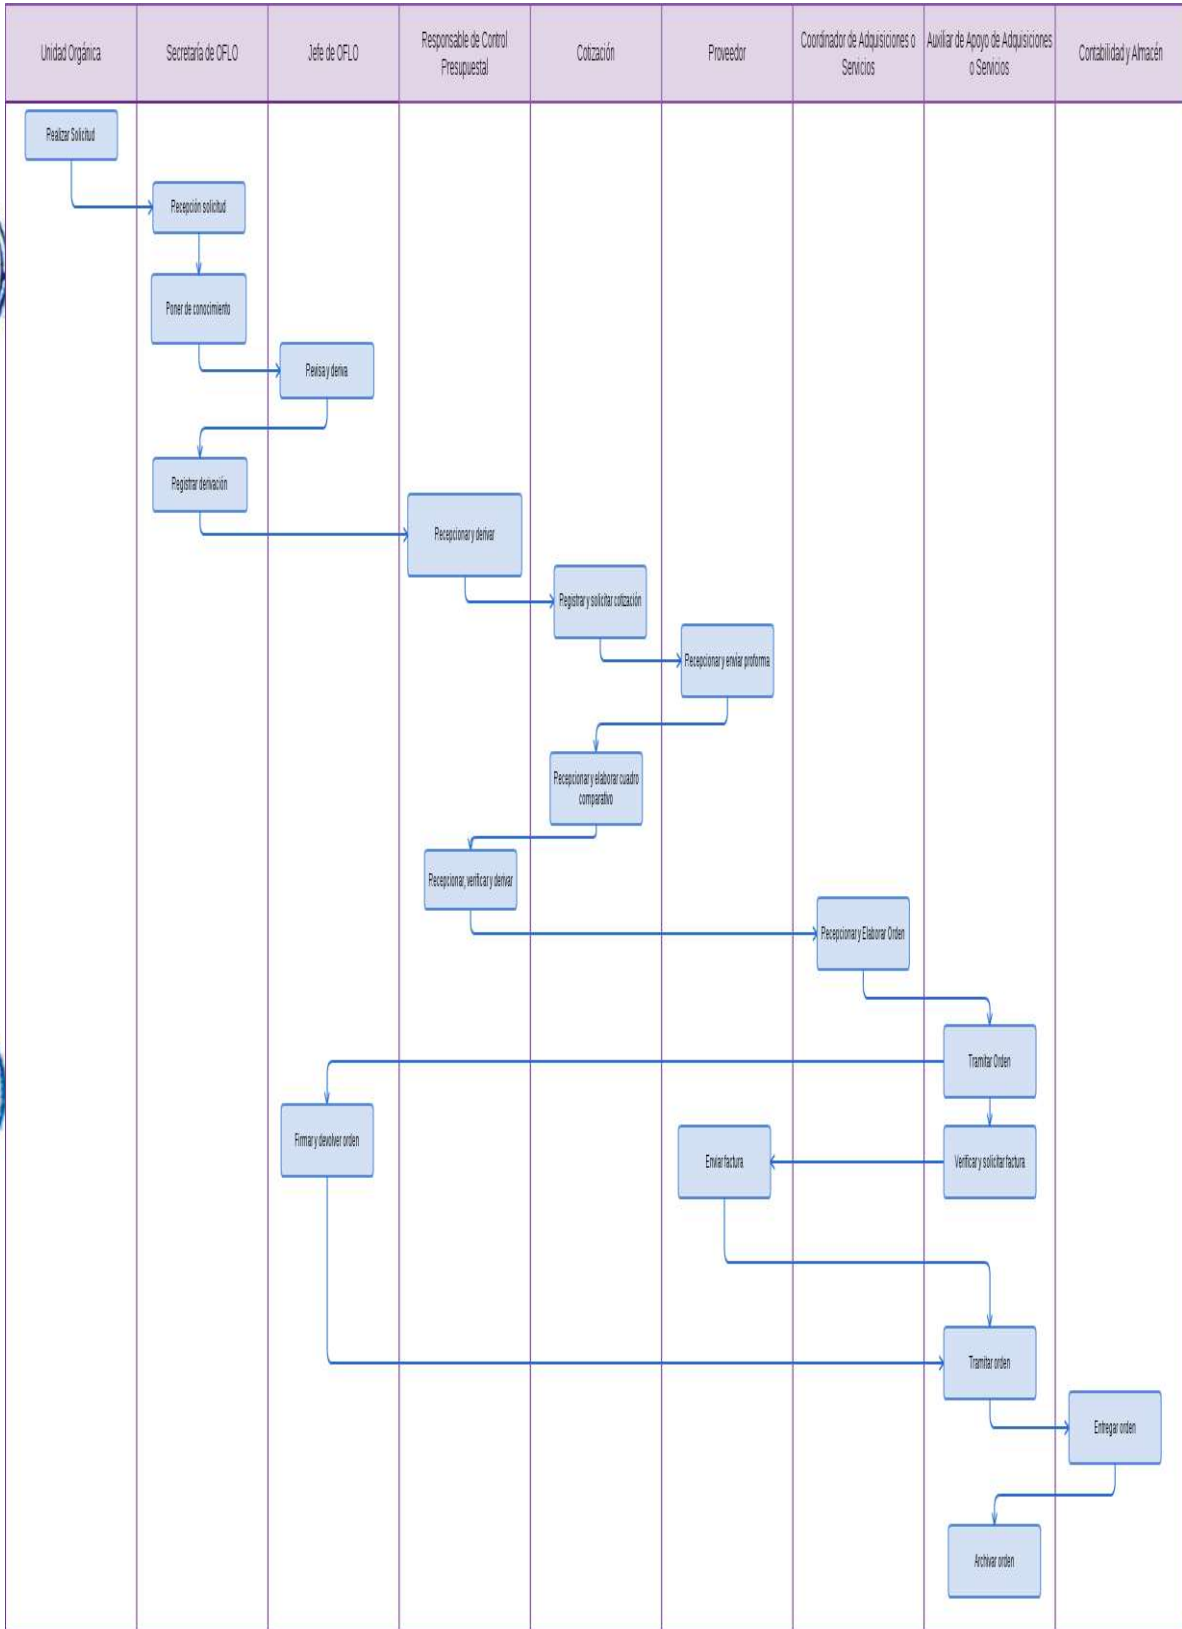 Unidad Orgánica
Secretaría de OFLO
Jefe de OFLO
Responsable de Control
Presupuestal
Cotización
Proveedor
Coordinador de Adquisiciones o
Servicios
Auxiliar de Apoyo de Adquisiciones
o Servicios
Contabilidad y Almacén
Realizar Solicitud
Recepción solicitud
Poner de conocimiento
Revisa y deriva
Registrar derivación
Recepcionar y derivar
Registrar y solicitar cotización
Recepcionar y enviar proforma
Recepcionar y elaborar cuadro
comparativo
Recepcionar, verificar y derivar
Recepcionar y Elaborar Orden
Tramitar Orden
Firmar y devolver orden
Enviar factura
Verificar y solicitar factura
Tramitar orden
Entregar orden
Archivar orden